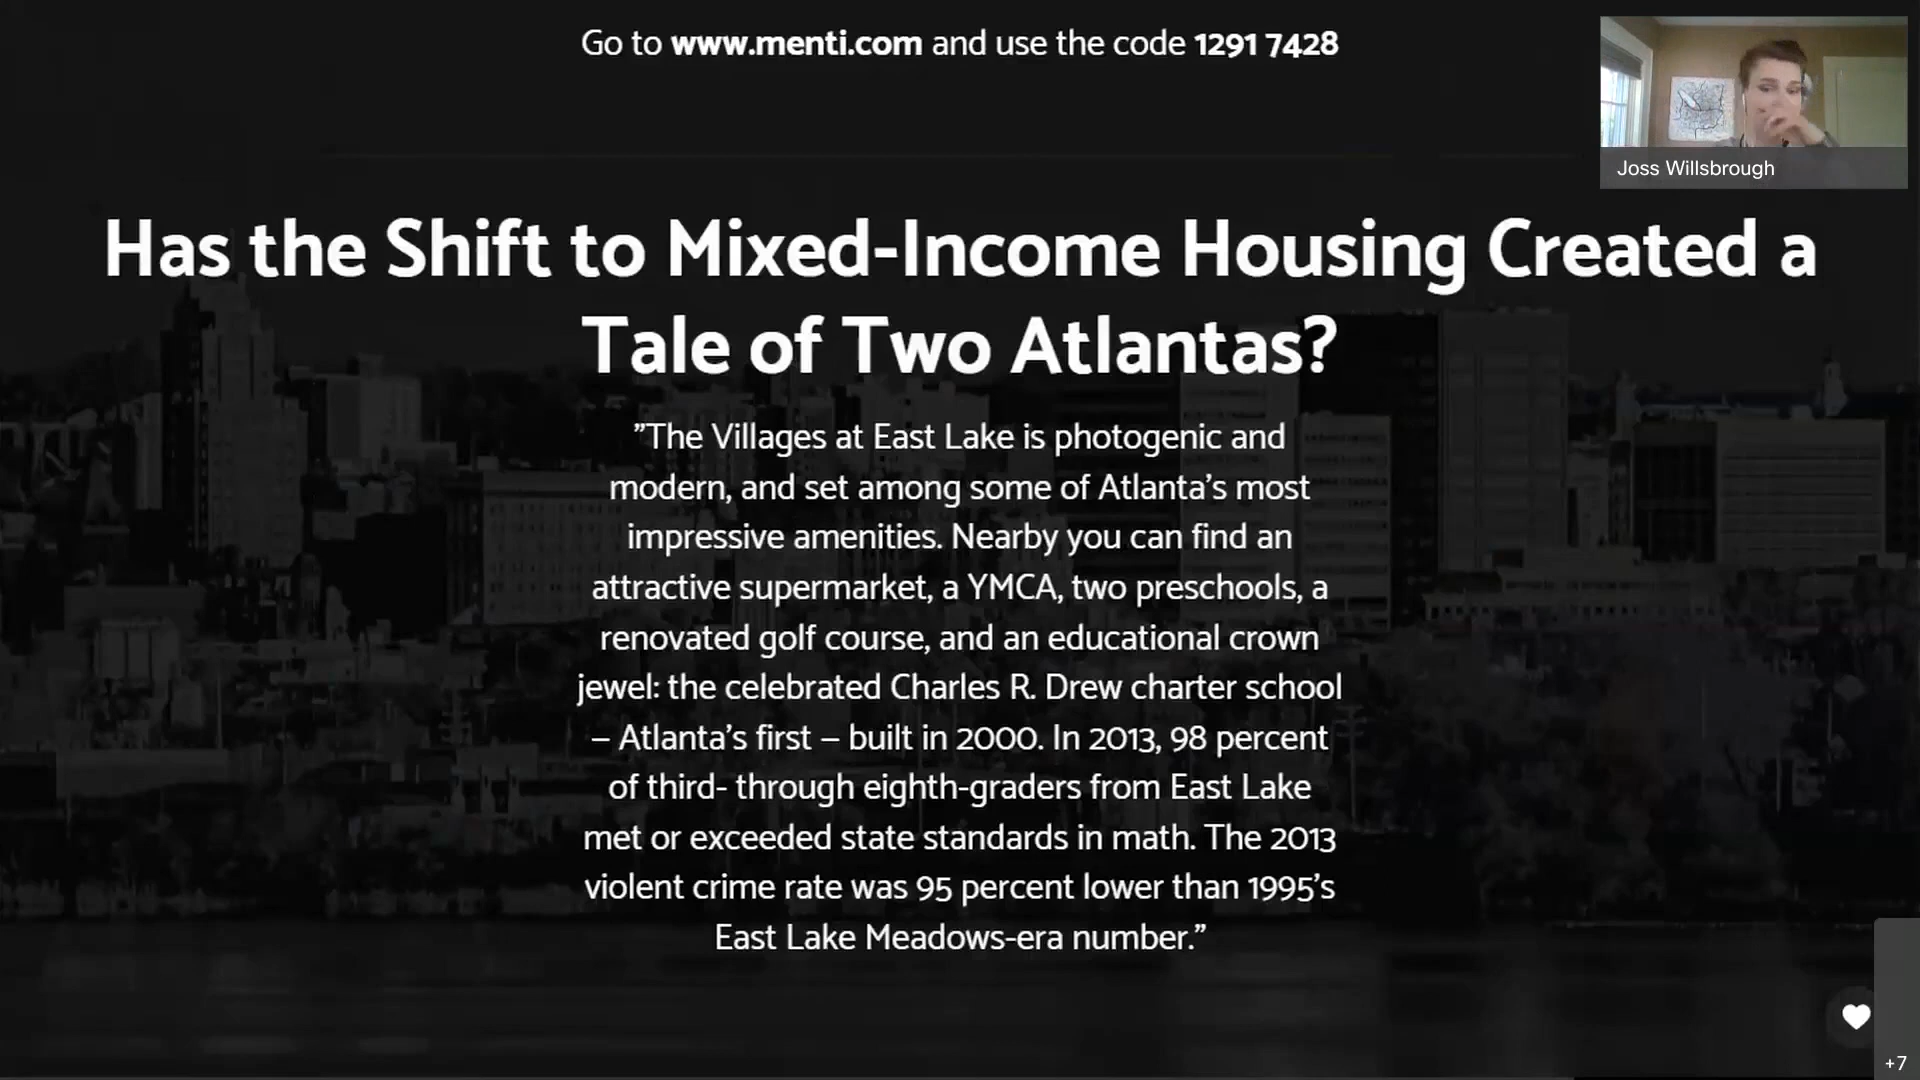 Go to www.menti.com and use the code 1291 7428
Joss Willsbrough
Has the Shift to Mixed-Income Housing Created a
Tale of Two Atlantas?
”The Villages at East Lake is photogenic and
modern, and set among some of Atlanta’s most
impressive amenities. Nearby you can find an
attractive supermarket, a YMCA, two preschools, a
renovated golf course, and an educational crown
jewel: the celebrated Charles R. Drew charter school
– Atlanta’s first – built in 2000. In 2013, 98 percent
of third- through eighth-graders from East Lake
met or exceeded state standards in math. The 2013
violent crime rate was 95 percent lower than 1995’s
East Lake Meadows-era number.”
+7